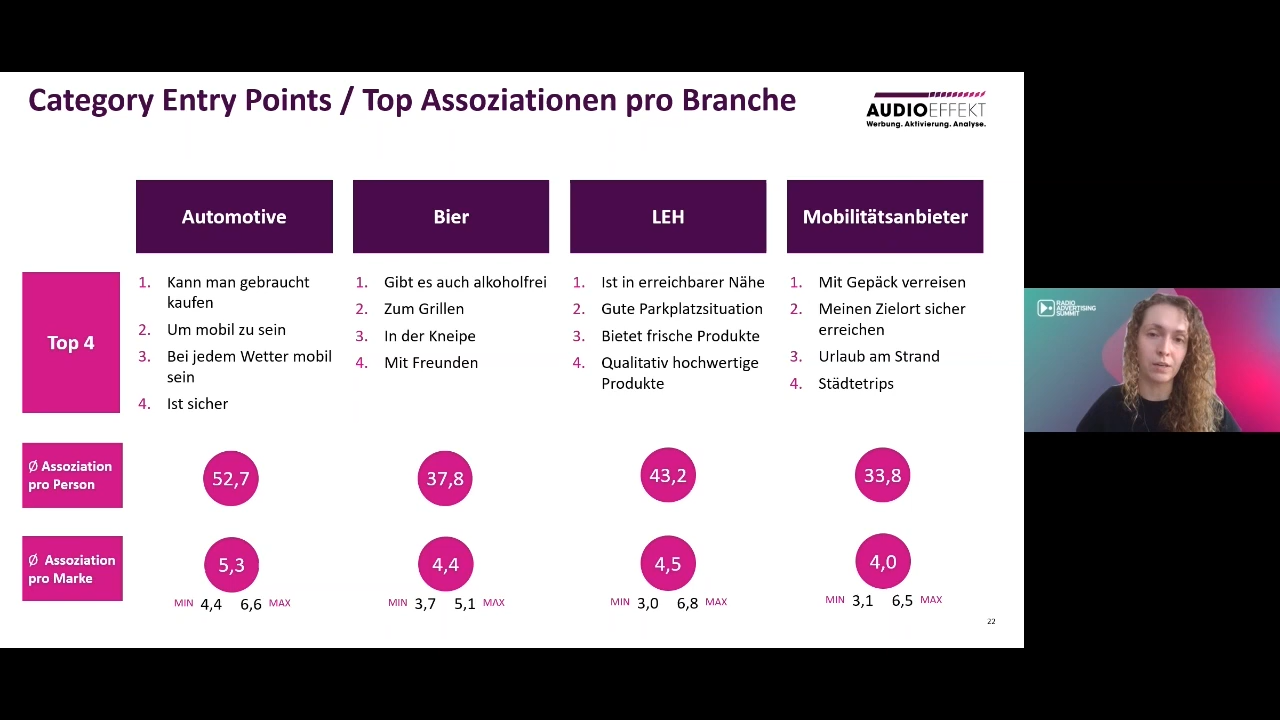 Category Entry Points / Top Assoziationen pro Branche
AUDIOEFFEKT
Werbung. Aktivierung. Analyse.
Automotive
Bier
LEH
Mobilitätsanbieter
Top 4
1. Kann man gebraucht
kaufen
2. Um mobil zu sein
3. Bei jedem Wetter mobil
sein
4. Ist sicher
1. Gibt es auch alkoholfrei
2. Zum Grillen
3. In der Kneipe
4. Mit Freunden
1. Ist in erreichbarer Nähe
2. Gute Parkplatzsituation
3. Bietet frische Produkte
4. Qualitativ hochwertige
Produkte
1. Mit Gepäck verreisen
2. Meinen Zielort sicher
erreichen
3. Urlaub am Strand
4. Städtetrips
Ø Assoziation
pro Person
52,7
37,8
43,2
33,8
Ø Assoziation
pro Marke
5,3
4,4
4,5
4,0
MIN 4,4 6,6 MAX
MIN 3,7 5,1 MAX
MIN 3,0 6,8 MAX
MIN 3,1 6,5 MAX
22
RADIO
ADVERTISING
SUMMIT